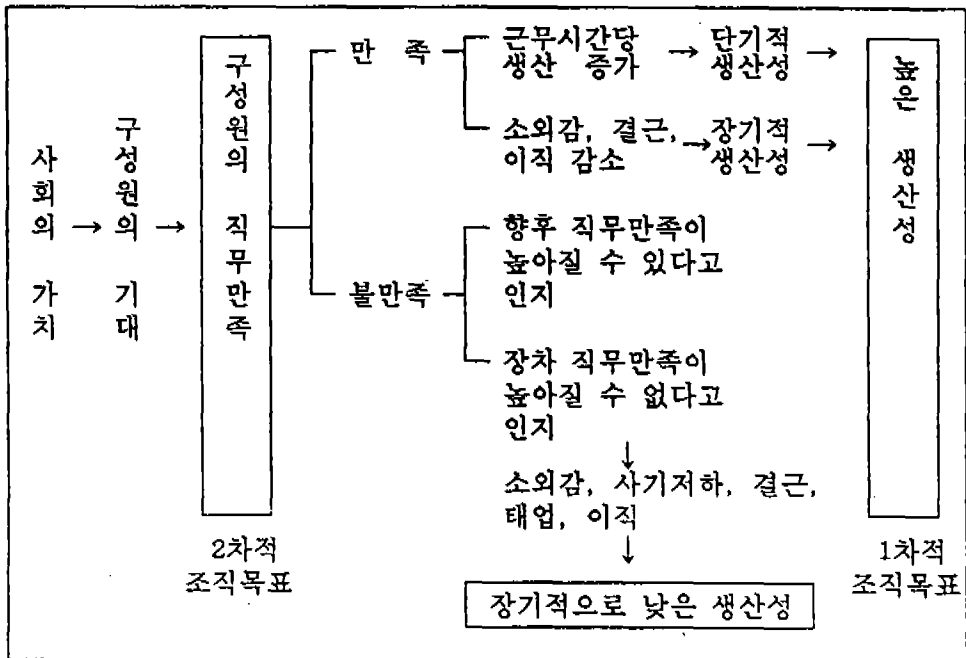 사회의 가치
→
구성원의 기대
→
구성원의 직무만족
2차적
조직목표
만 족
근무시간당
생산 증가
→
단기적
생산성
→
소외감, 결근,
이직 감소
→
장기적
생산성
→
불만족
향후 직무만족이
높아질 수 있다고
인지
장차 직무만족이
높아질 수 없다고
인지
↓
소외감, 사기저하, 결근,
태업, 이직
↓
장기적으로 낮은 생산성
높은 생산성
1차적
조직목표